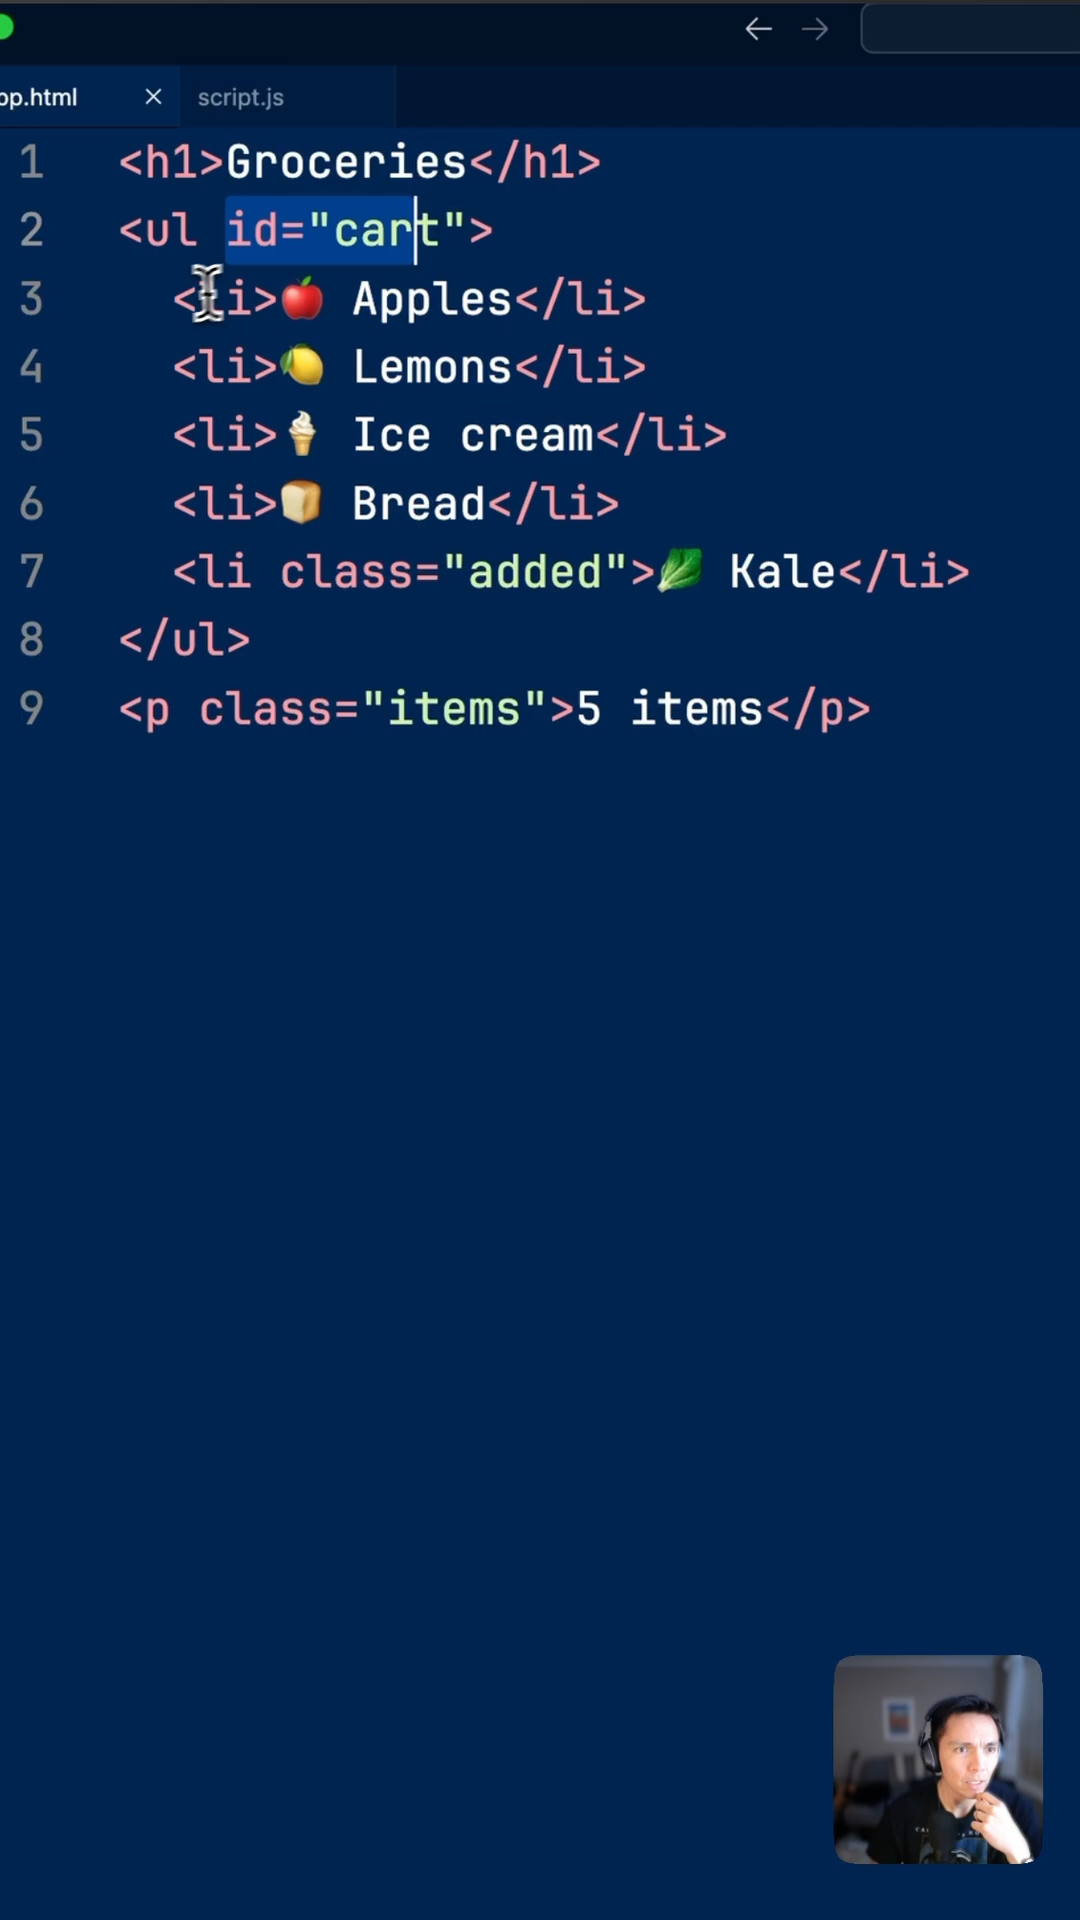 op.html
script.js
1 <h1>Groceries</h1>
2 <ul id="cart">
3 <li>🍎 Apples</li>
4 <li>🍋 Lemons</li>
5 <li>🍦 Ice cream</li>
6 <li>🍞 Bread</li>
7 <li class="added">🥬 Kale</li>
8 </ul>
9 <p class="items">5 items</p>